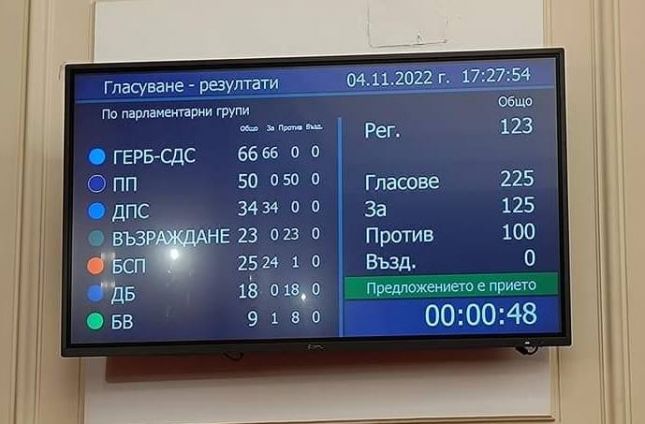 Гласуване - резултати 04.11.2022 г. 17:27:54
По парламентарни групи
Общо За Против Възд.
ГЕРБ-СДС 66 66 0 0
ПП 50 0 50 0
ДПС 34 34 0 0
ВЪЗРАЖДАНЕ 23 0 23 0
БСП 25 24 1 0
ДБ 18 0 18 0
БВ 9 1 8 0
Общо
Рег. 123
Гласове 225
За 125
Против 100
Възд. 0
Предложението е прието
00:00:48